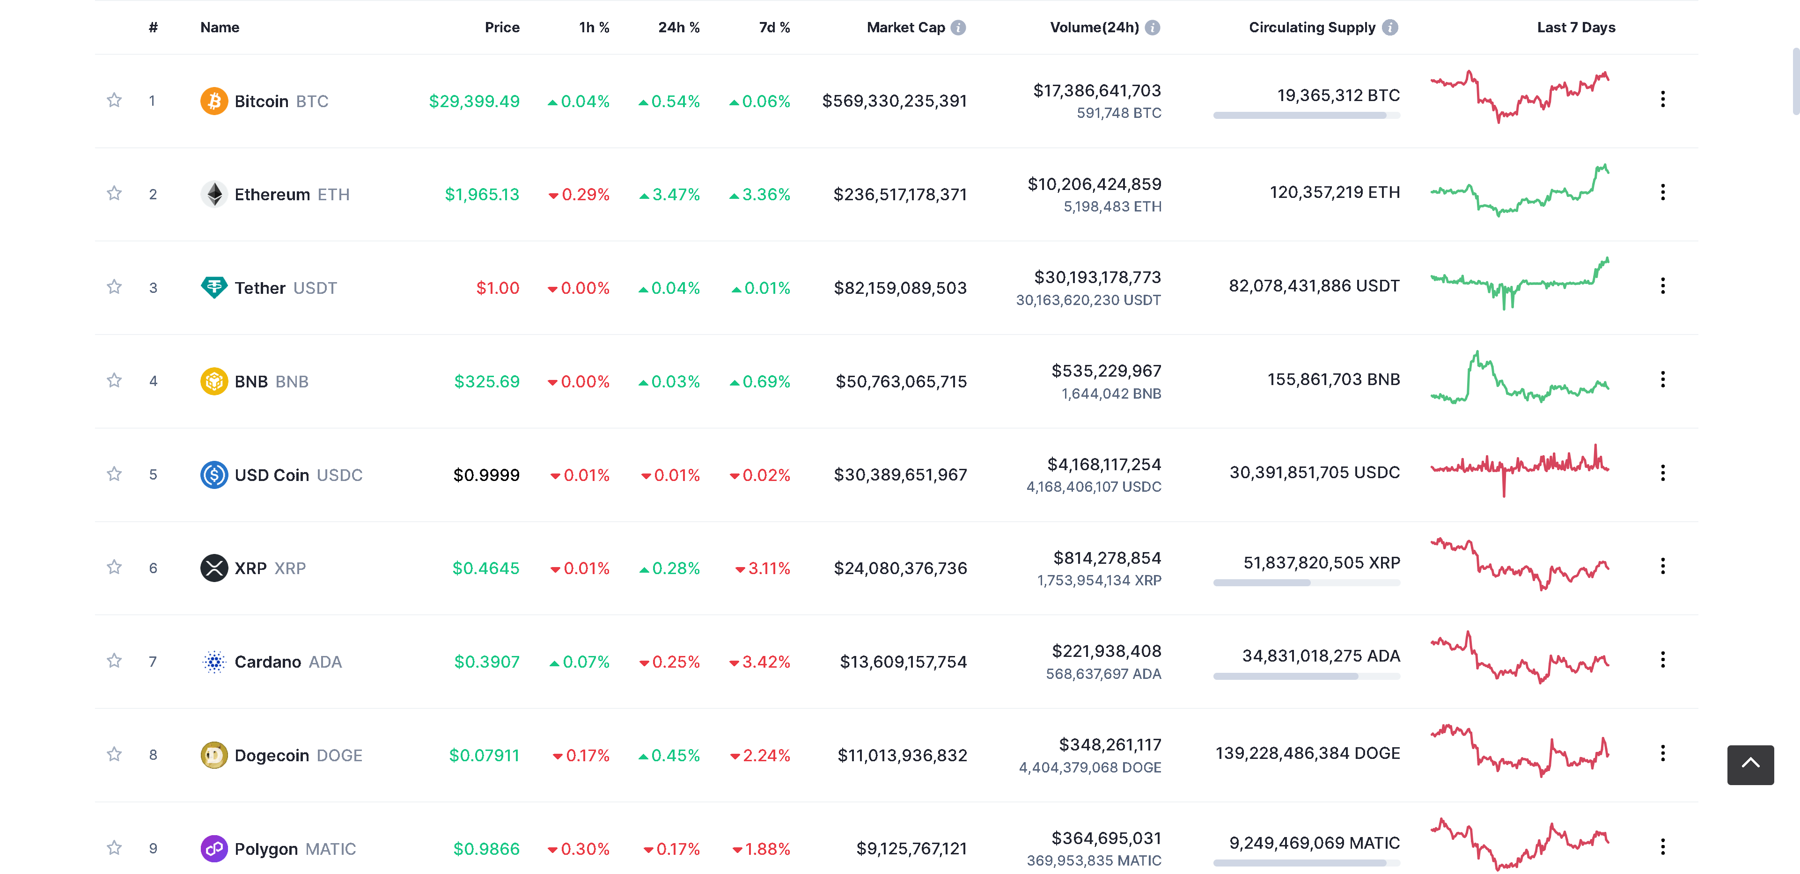 # Name Price 1h % 24h % 7d % Market Cap Volume(24h) Circulating Supply Last 7 Days
1 Bitcoin BTC $29,399.49 0.04% 0.54% 0.06% $569,330,235,391 $17,386,641,703 19,365,312 BTC
591,748 BTC
2 Ethereum ETH $1,965.13 0.29% 3.47% 3.36% $236,517,178,371 $10,206,424,859 120,357,219 ETH
5,198,483 ETH
3 Tether USDT $1.00 0.00% 0.04% 0.01% $82,159,089,503 $30,193,178,773 82,078,431,886 USDT
30,163,620,230 USDT
4 BNB BNB $325.69 0.00% 0.03% 0.69% $50,763,065,715 $535,229,967 155,861,703 BNB
1,644,042 BNB
5 USD Coin USDC $0.9999 0.01% 0.01% 0.02% $30,389,651,967 $4,168,117,254 30,391,851,705 USDC
4,168,406,107 USDC
6 XRP XRP $0.4645 0.01% 0.28% 3.11% $24,080,376,736 $814,278,854 51,837,820,505 XRP
1,753,954,134 XRP
7 Cardano ADA $0.3907 0.07% 0.25% 3.42% $13,609,157,754 $221,938,408 34,831,018,275 ADA
568,637,697 ADA
8 Dogecoin DOGE $0.07911 0.17% 0.45% 2.24% $11,013,936,832 $348,261,117 139,228,486,384 DOGE
4,404,379,068 DOGE
9 Polygon MATIC $0.9866 0.30% 0.17% 1.88% $9,125,767,121 $364,695,031 9,249,469,069 MATIC
369,953,835 MATIC